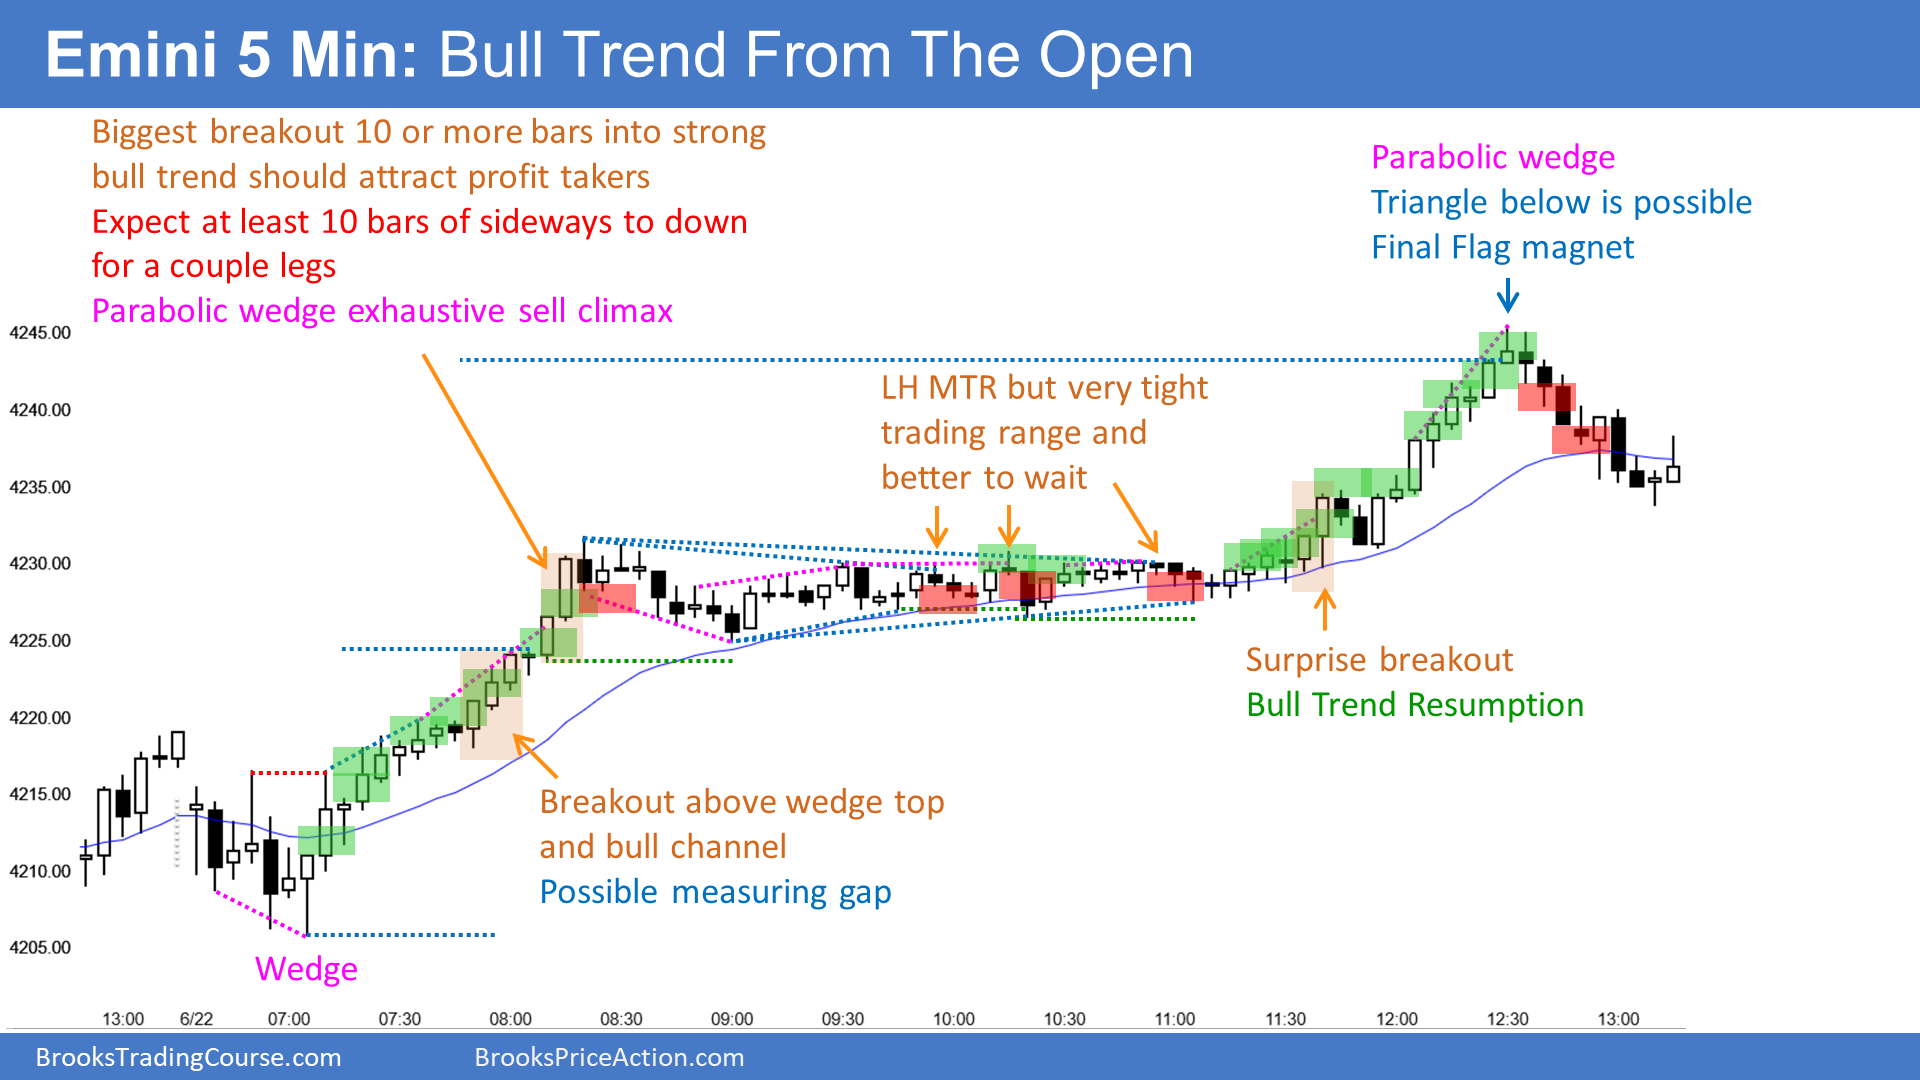 Emini 5 Min: Bull Trend From The Open
Biggest breakout 10 or more bars into strong
bull trend should attract profit takers
Expect at least 10 bars of sideways to down
for a couple legs
Parabolic wedge exhaustive sell climax
Parabolic wedge
Triangle below is possible
Final Flag magnet
LH MTR but very tight
trading range and
better to wait
Surprise breakout
Bull Trend Resumption
Breakout above wedge top
and bull channel
Possible measuring gap
Wedge
4245.00
4240.00
4235.00
4230.00
4225.00
4220.00
4215.00
4210.00
4205.00
13:00 6/22 07:00 07:30 08:00 08:30 09:00 09:30 10:00 10:30 11:00 11:30 12:00 12:30 13:00
BrooksTradingCourse.com BrooksPriceAction.com